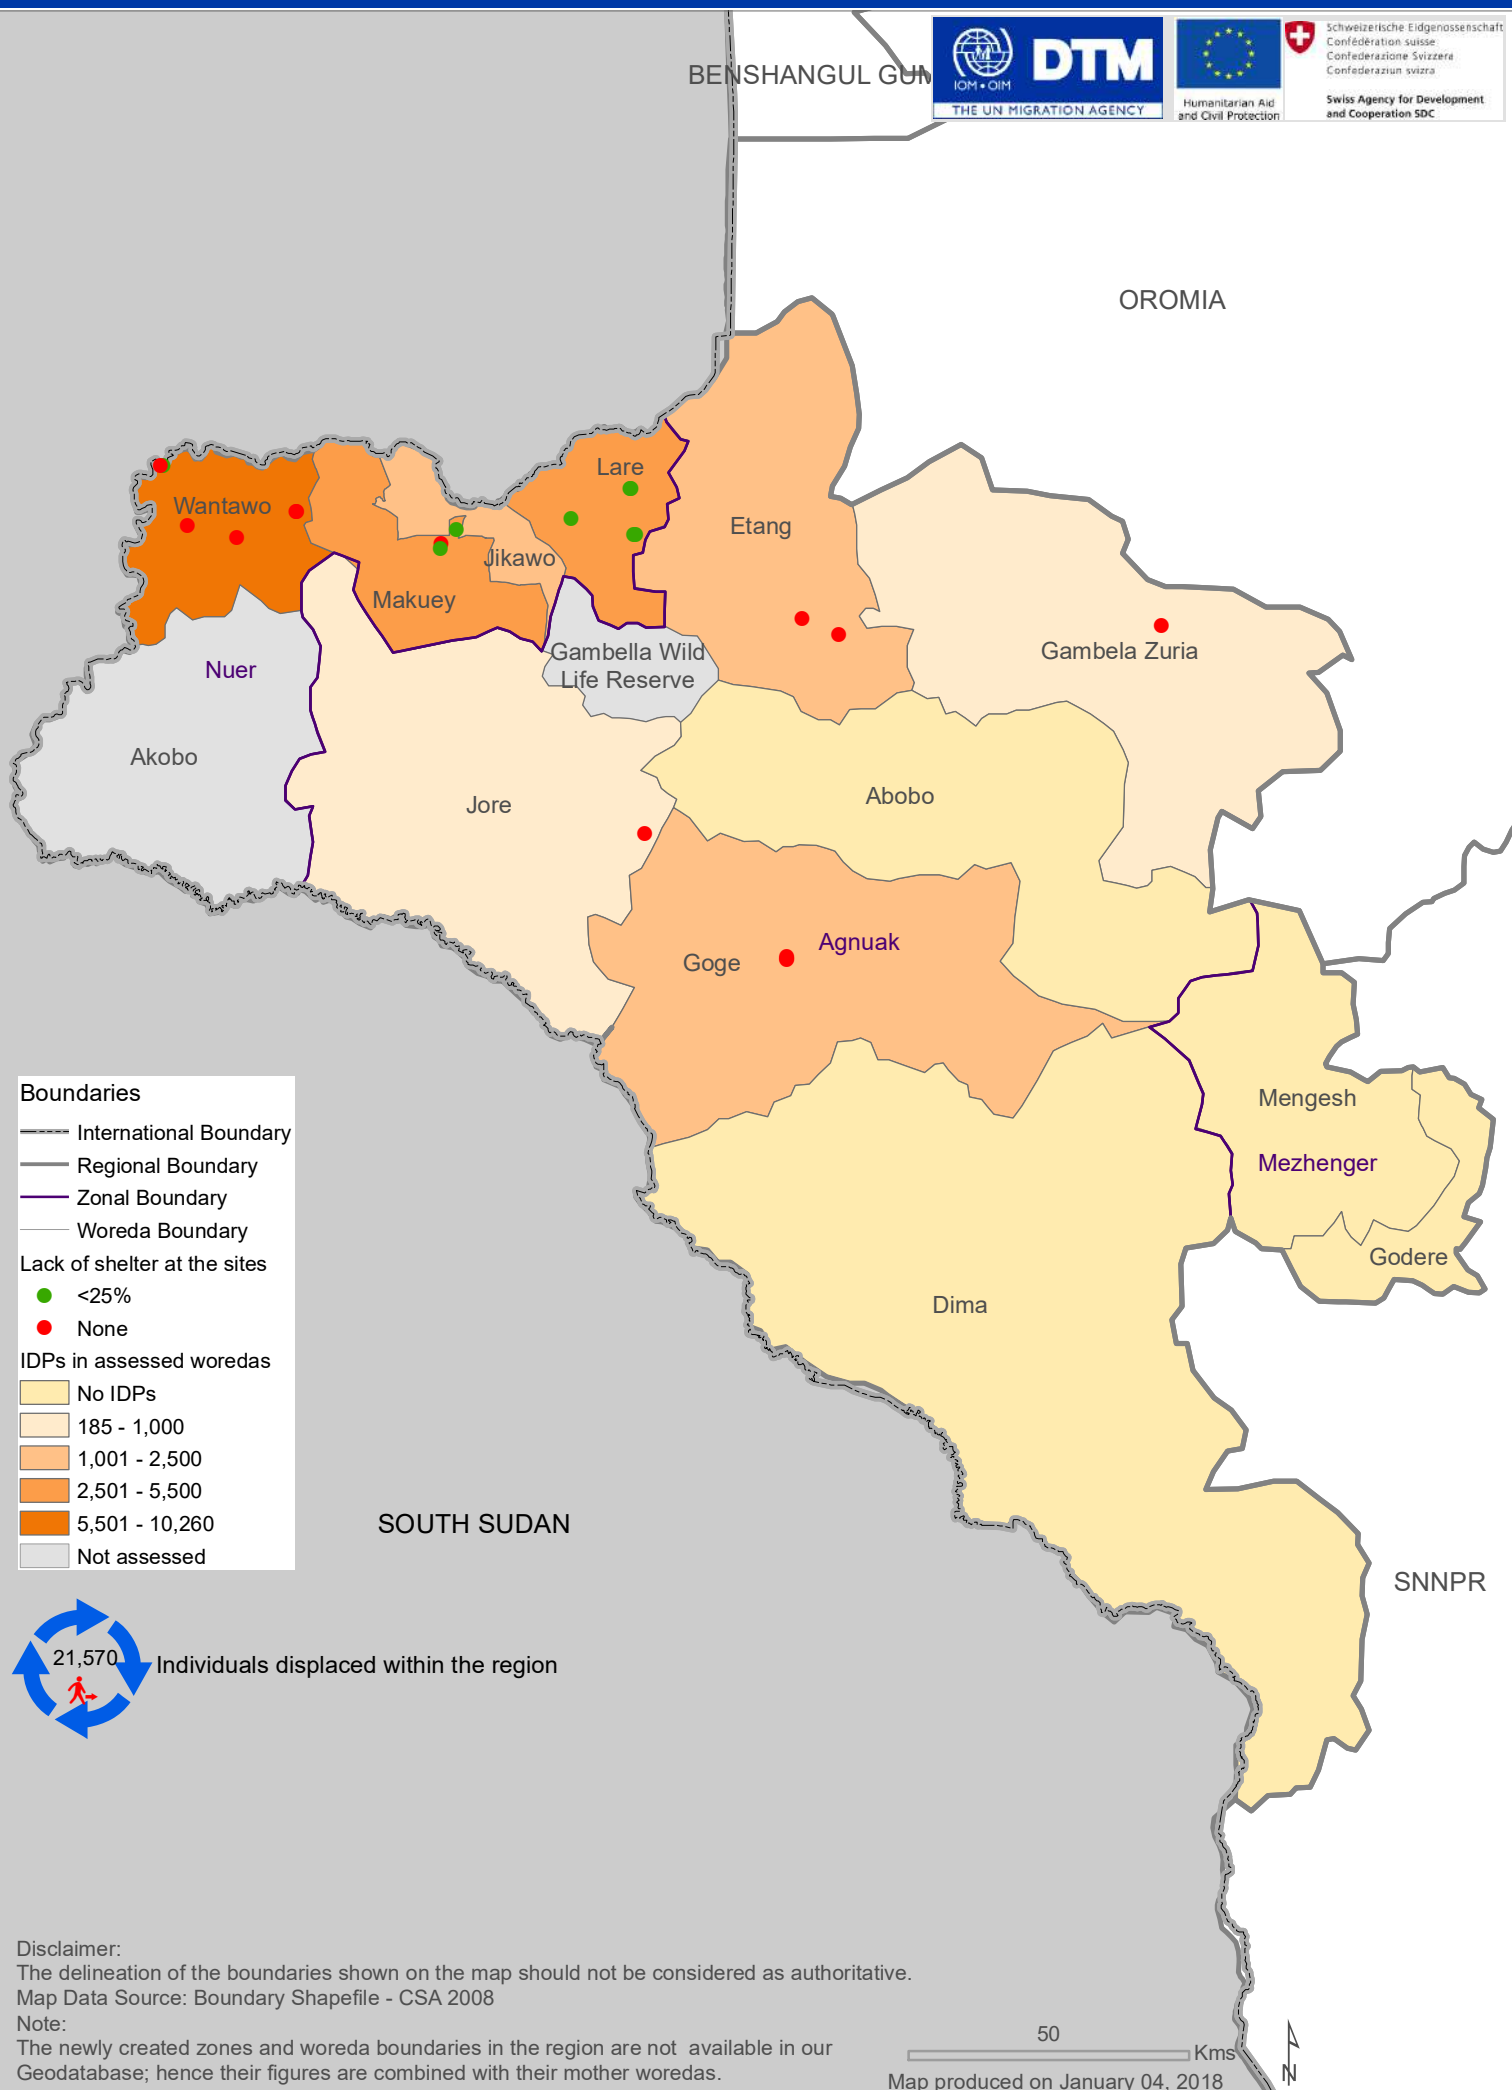 BENSHANGUL GUM
IOM • OIM
DTM
THE UN MIGRATION AGENCY
Humanitarian Aid
and Civil Protection
Schweizerische Eidgenossenschaft
Confédération suisse
Confederazione Svizzera
Confederaziun svizra
Swiss Agency for Development
and Cooperation SDC
OROMIA
Lare
Wantawo
Etang
Jikawo
Makuey
Gambella Wild
Life Reserve
Gambela Zuria
Nuer
Akobo
Jore
Abobo
Agnuak
Goge
Mengesh
Mezhenger
Godere
Dima
SOUTH SUDAN
SNNPR
Boundaries
International Boundary
Regional Boundary
Zonal Boundary
Woreda Boundary
Lack of shelter at the sites
<25%
None
IDPs in assessed woredas
No IDPs
185 - 1,000
1,001 - 2,500
2,501 - 5,500
5,501 - 10,260
Not assessed
21,570
Individuals displaced within the region
Disclaimer:
The delineation of the boundaries shown on the map should not be considered as authoritative.
Map Data Source: Boundary Shapefile - CSA 2008
Note:
The newly created zones and woreda boundaries in the region are not available in our
Geodatabase; hence their figures are combined with their mother woredas.
50
Kms
N
Map produced on January 04, 2018